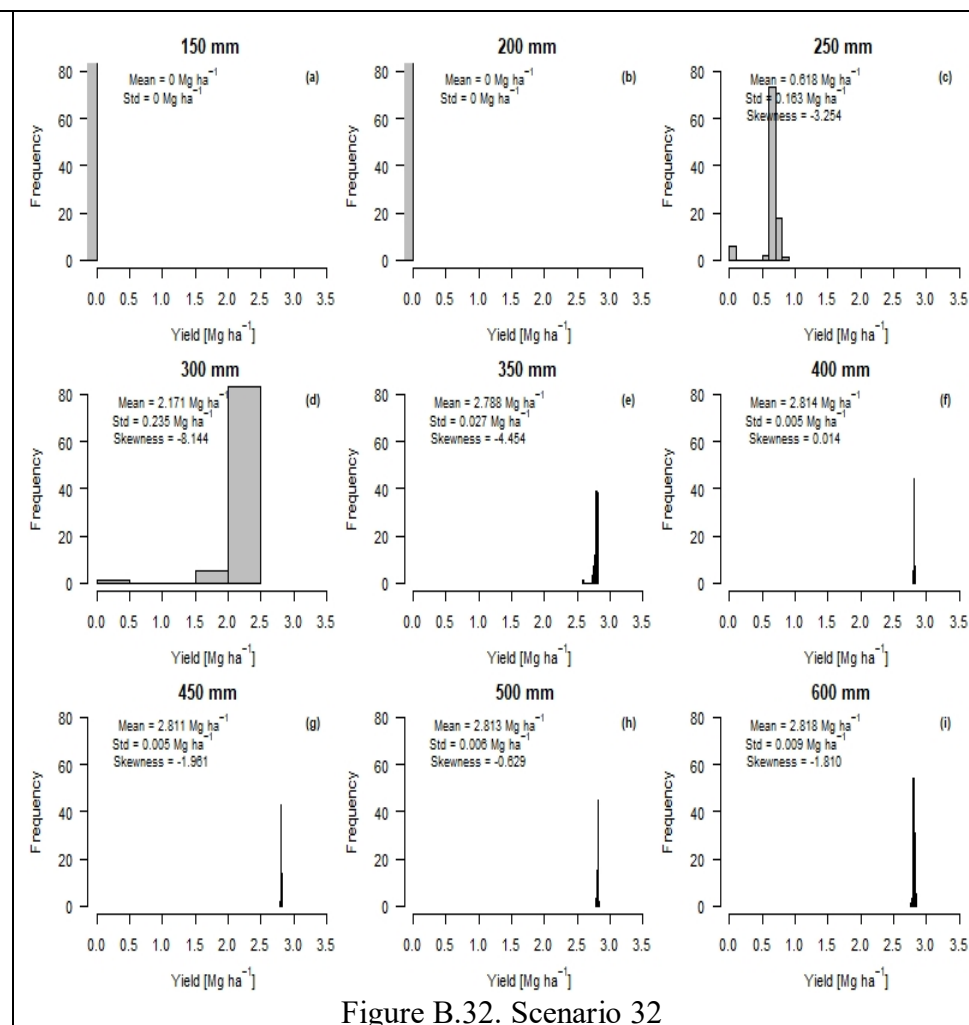 150 mm
Mean = 0 Mg ha⁻¹
Std = 0 Mg ha⁻¹
(a)
Frequency
80
60
40
20
0
0.0 0.5 1.0 1.5 2.0 2.5 3.0 3.5
Yield [Mg ha⁻¹]
200 mm
Mean = 0 Mg ha⁻¹
Std = 0 Mg ha⁻¹
(b)
Frequency
80
60
40
20
0
0.0 0.5 1.0 1.5 2.0 2.5 3.0 3.5
Yield [Mg ha⁻¹]
250 mm
Mean = 0.618 Mg ha⁻¹
Std = 0.163 Mg ha⁻¹
Skewness = -3.254
(c)
Frequency
80
60
40
20
0
0.0 0.5 1.0 1.5 2.0 2.5 3.0 3.5
Yield [Mg ha⁻¹]
300 mm
Mean = 2.171 Mg ha⁻¹
Std = 0.235 Mg ha⁻¹
Skewness = -8.144
(d)
Frequency
80
60
40
20
0
0.0 0.5 1.0 1.5 2.0 2.5 3.0 3.5
Yield [Mg ha⁻¹]
350 mm
Mean = 2.788 Mg ha⁻¹
Std = 0.027 Mg ha⁻¹
Skewness = -4.454
(e)
Frequency
80
60
40
20
0
0.0 0.5 1.0 1.5 2.0 2.5 3.0 3.5
Yield [Mg ha⁻¹]
400 mm
Mean = 2.814 Mg ha⁻¹
Std = 0.005 Mg ha⁻¹
Skewness = 0.014
(f)
Frequency
80
60
40
20
0
0.0 0.5 1.0 1.5 2.0 2.5 3.0 3.5
Yield [Mg ha⁻¹]
450 mm
Mean = 2.811 Mg ha⁻¹
Std = 0.005 Mg ha⁻¹
Skewness = -1.961
(g)
Frequency
80
60
40
20
0
0.0 0.5 1.0 1.5 2.0 2.5 3.0 3.5
Yield [Mg ha⁻¹]
500 mm
Mean = 2.813 Mg ha⁻¹
Std = 0.006 Mg ha⁻¹
Skewness = -0.629
(h)
Frequency
80
60
40
20
0
0.0 0.5 1.0 1.5 2.0 2.5 3.0 3.5
Yield [Mg ha⁻¹]
600 mm
Mean = 2.818 Mg ha⁻¹
Std = 0.009 Mg ha⁻¹
Skewness = -1.810
(i)
Frequency
80
60
40
20
0
0.0 0.5 1.0 1.5 2.0 2.5 3.0 3.5
Yield [Mg ha⁻¹]
Figure B.32. Scenario 32